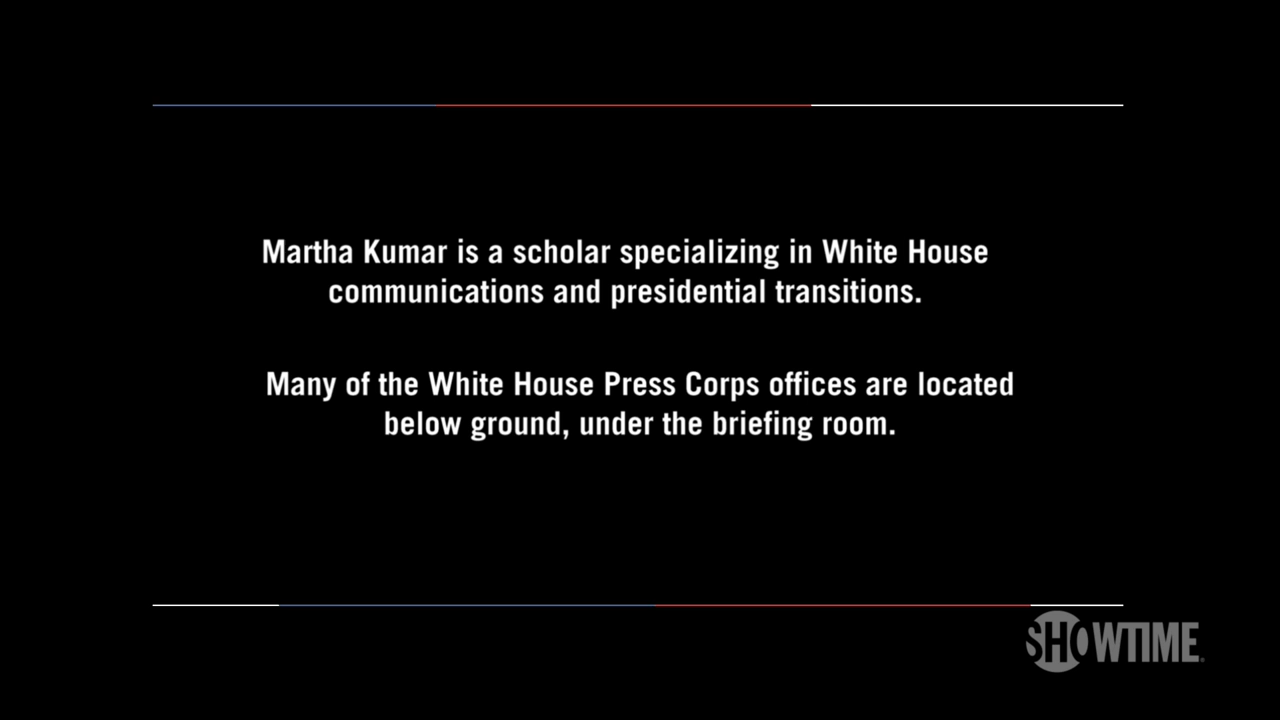 Martha Kumar is a scholar specializing in White House
communications and presidential transitions.
Many of the White House Press Corps offices are located
below ground, under the briefing room.
SHOWTIME